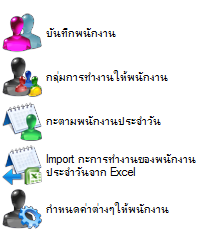 บันทึกพนักงาน
กลุ่มการทำงานให้พนักงาน
กะตามพนักงานประจำวัน
Import กะการทำงานของพนักงาน
ประจำวันจาก Excel
กำหนดค่าต่างๆให้พนักงาน